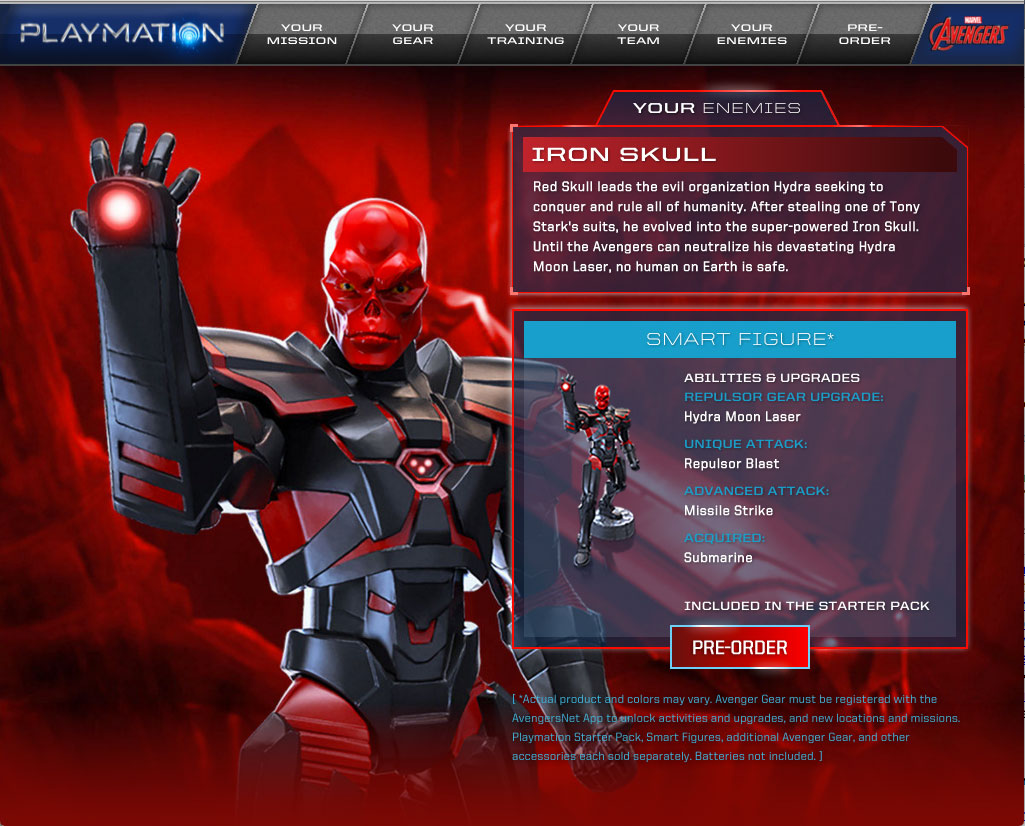 PLAYMATION
YOUR
MISSION
YOUR
GEAR
YOUR
TRAINING
YOUR
TEAM
YOUR
ENEMIES
PRE-
ORDER
MARVEL
AVENGERS
YOUR ENEMIES
IRON SKULL
Red Skull leads the evil organization Hydra seeking to
conquer and rule all of humanity. After stealing one of Tony
Stark's suits, he evolved into the super-powered Iron Skull.
Until the Avengers can neutralize his devastating Hydra
Moon Laser, no human on Earth is safe.
SMART FIGURE*
ABILITIES & UPGRADES
REPULSOR GEAR UPGRADE:
Hydra Moon Laser
UNIQUE ATTACK:
Repulsor Blast
ADVANCED ATTACK:
Missile Strike
ACQUIRED:
Submarine
INCLUDED IN THE STARTER PACK
PRE-ORDER
[ *Actual product and colors may vary. Avenger Gear must be registered with the
AvengersNet App to unlock activities and upgrades, and new locations and missions.
Playmation Starter Pack, Smart Figures, additional Avenger Gear, and other
accessories each sold separately. Batteries not included. ]